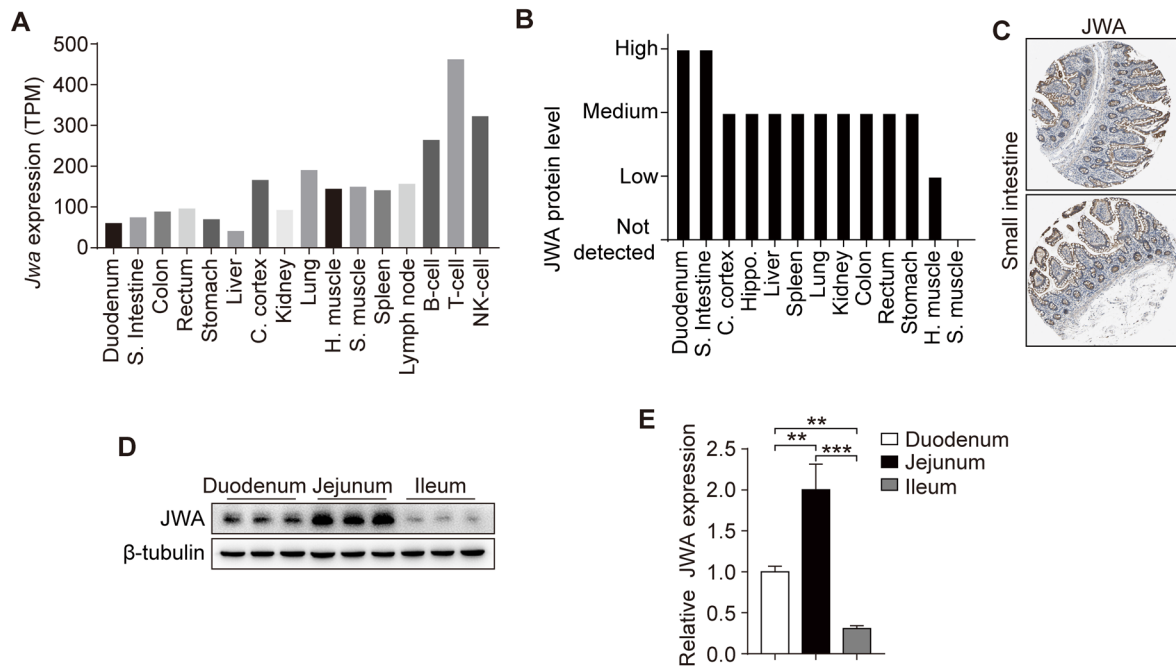 A
Jwa expression (TPM)
500
400
300
200
100
0
Duodenum
S. Intestine
Colon
Rectum
Stomach
Liver
C. cortex
Kidney
Lung
H. muscle
S. muscle
Spleen
Lymph node
B-cell
T-cell
NK-cell
B
JWA protein level
High
Medium
Low
Not
detected
Duodenum
S. Intestine
C. cortex
Hippo.
Liver
Spleen
Lung
Kidney
Colon
Rectum
Stomach
H. muscle
S. muscle
C
JWA
Small intestine
D
Duodenum Jejunum Ileum
JWA
β-tubulin
E
Relative JWA expression
2.5
2.0
1.5
1.0
0.5
0.0
**
** ***
Duodenum
Jejunum
Ileum